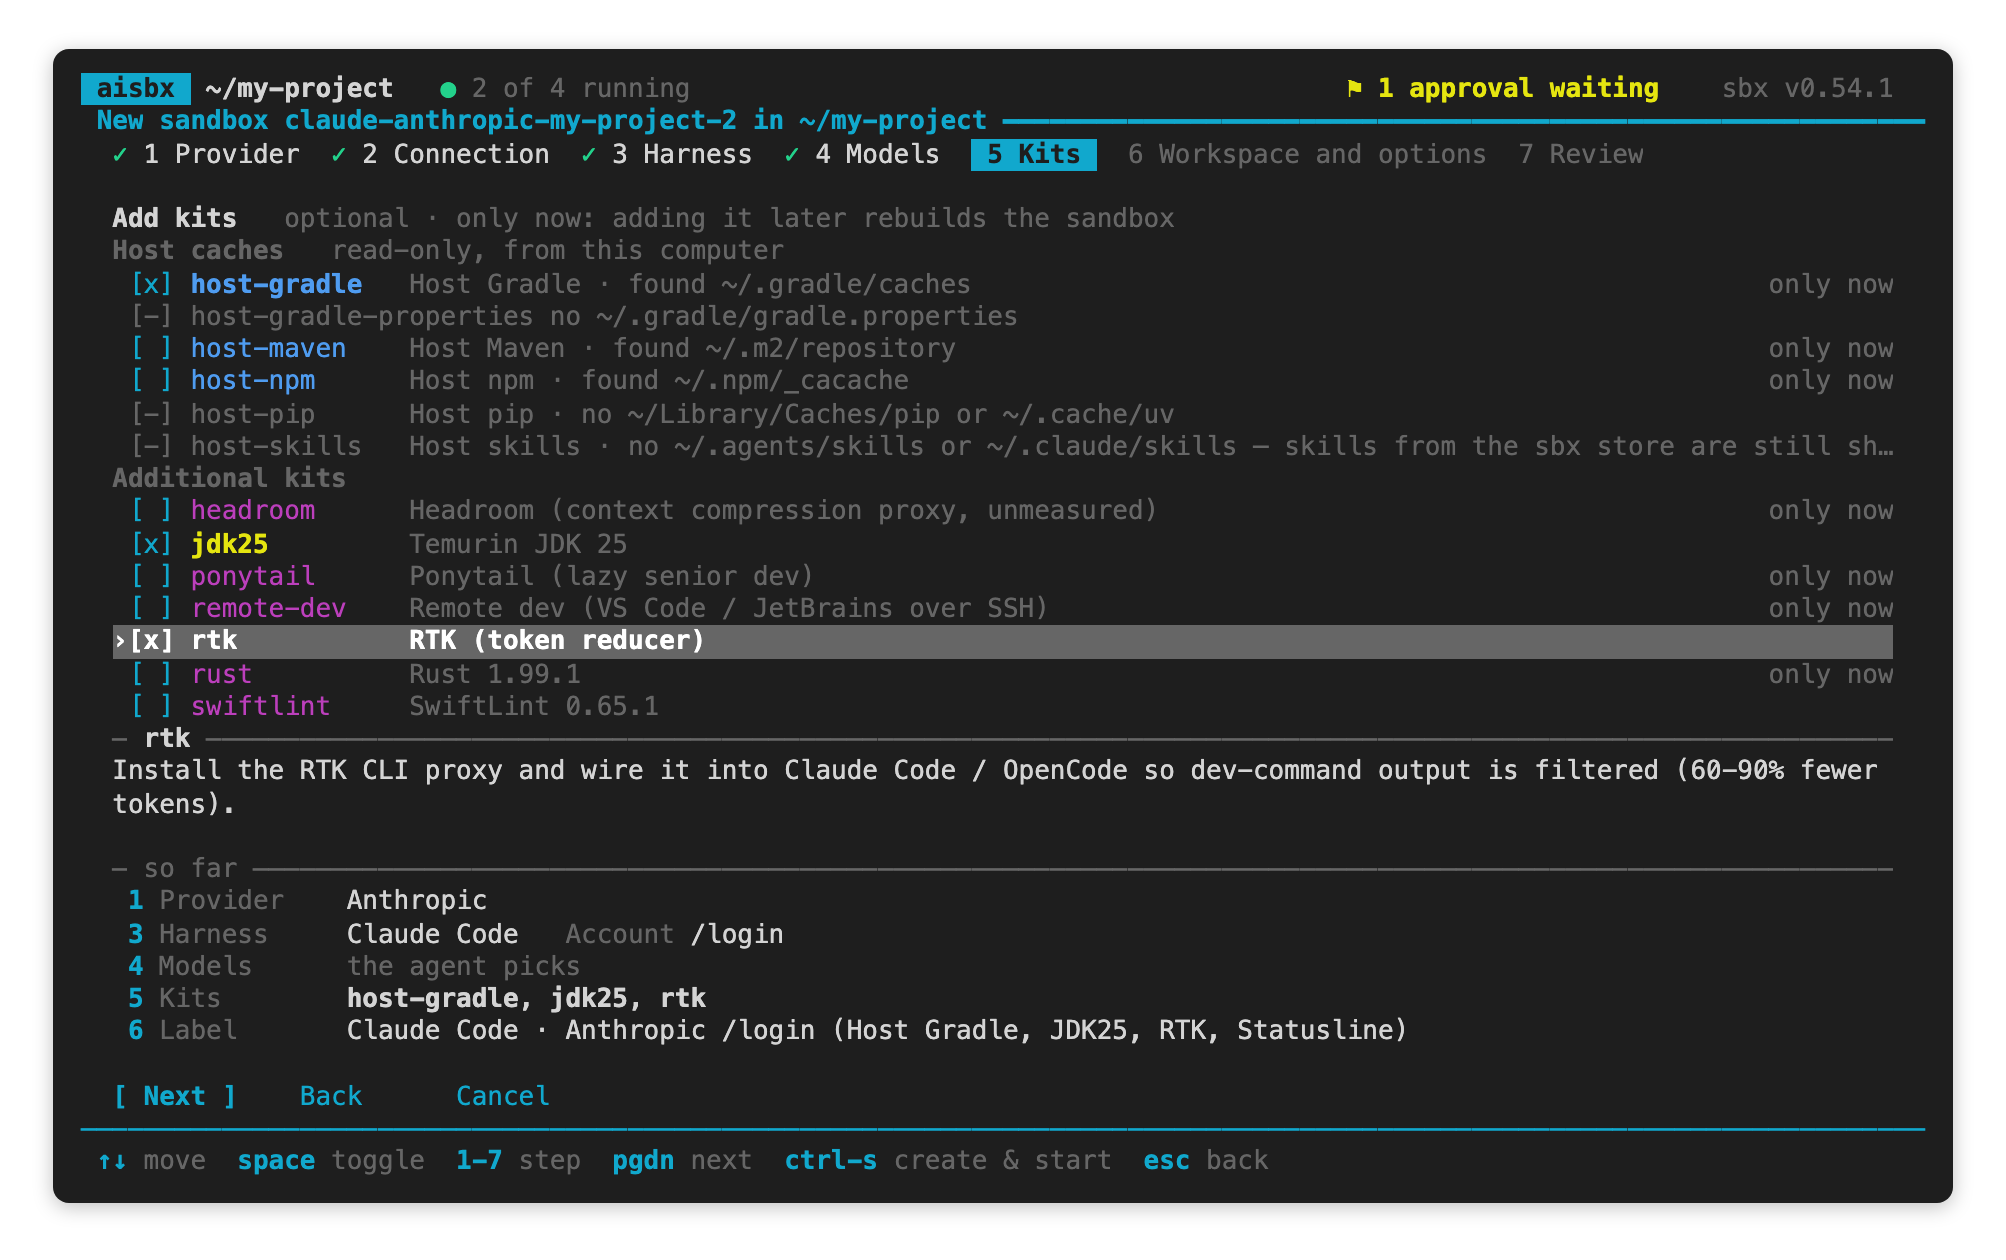 aisbx ~/my-project ● 2 of 4 running ⚑ 1 approval waiting sbx v0.54.1
New sandbox claude-anthropic-my-project-2 in ~/my-project
✓ 1 Provider ✓ 2 Connection ✓ 3 Harness ✓ 4 Models 5 Kits 6 Workspace and options 7 Review
Add kits optional · only now: adding it later rebuilds the sandbox
Host caches read-only, from this computer
[x] host-gradle Host Gradle · found ~/.gradle/caches only now
[-] host-gradle-properties no ~/.gradle/gradle.properties
[ ] host-maven Host Maven · found ~/.m2/repository only now
[ ] host-npm Host npm · found ~/.npm/_cacache only now
[-] host-pip Host pip · no ~/Library/Caches/pip or ~/.cache/uv
[-] host-skills Host skills · no ~/.agents/skills or ~/.claude/skills — skills from the sbx store are still sh…
Additional kits
[ ] headroom Headroom (context compression proxy, unmeasured) only now
[x] jdk25 Temurin JDK 25
[ ] ponytail Ponytail (lazy senior dev) only now
[ ] remote-dev Remote dev (VS Code / JetBrains over SSH) only now
›[x] rtk RTK (token reducer)
[ ] rust Rust 1.99.1 only now
[ ] swiftlint SwiftLint 0.65.1
rtk
Install the RTK CLI proxy and wire it into Claude Code / OpenCode so dev-command output is filtered (60-90% fewer
tokens).
so far
1 Provider Anthropic
3 Harness Claude Code Account /login
4 Models the agent picks
5 Kits host-gradle, jdk25, rtk
6 Label Claude Code · Anthropic /login (Host Gradle, JDK25, RTK, Statusline)
[ Next ] Back Cancel
↑↓ move space toggle 1-7 step pgdn next ctrl-s create & start esc back